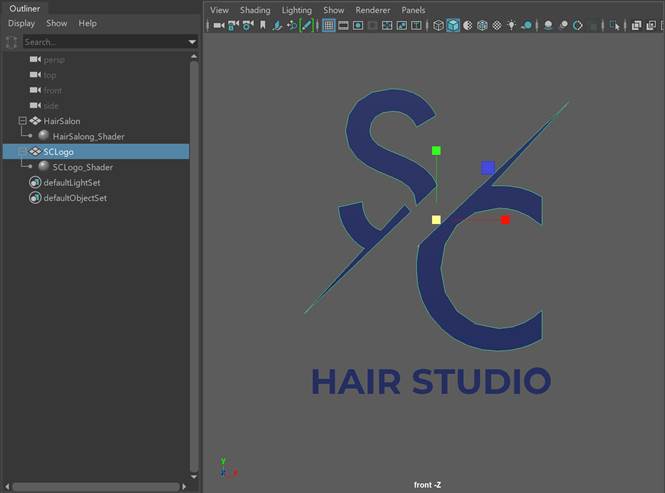 Outliner
Display Show Help
Search...
persp
top
front
side
HairSalon
HairSalong_Shader
SCLogo
SCLogo_Shader
defaultLightSet
defaultObjectSet
View Shading Lighting Show Renderer Panels
S
C
HAIR STUDIO
y
z x
front -Z